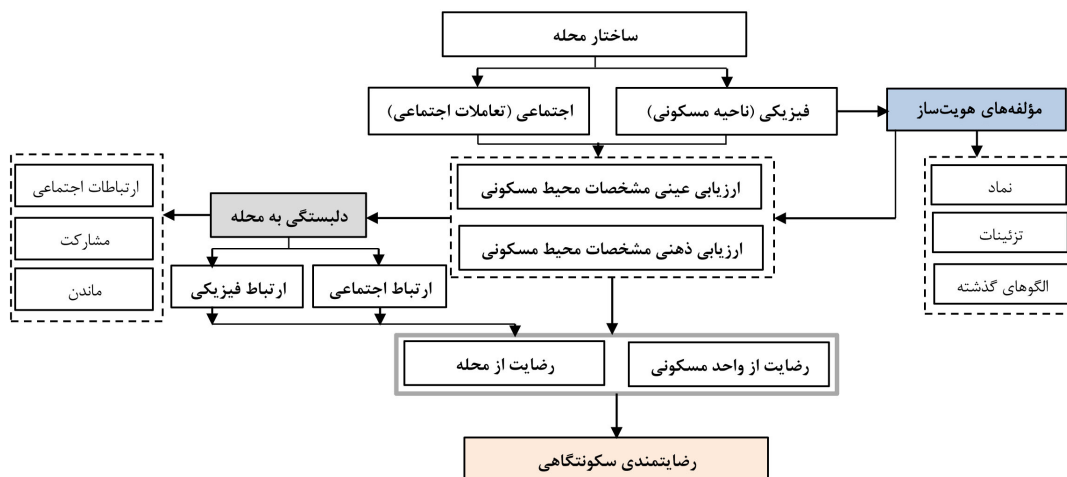 ساختار محله
فیزیکی (ناحیه مسکونی)
اجتماعی (تعاملات اجتماعی)
مؤلفه‌های هویت‌ساز
نماد
تزئینات
الگوهای گذشته
ارزیابی عینی مشخصات محیط مسکونی
ارزیابی ذهنی مشخصات محیط مسکونی
دلبستگی به محله
ارتباطات اجتماعی
مشارکت
ماندن
ارتباط اجتماعی
ارتباط فیزیکی
رضایت از واحد مسکونی
رضایت از محله
رضایتمندی سکونتگاهی